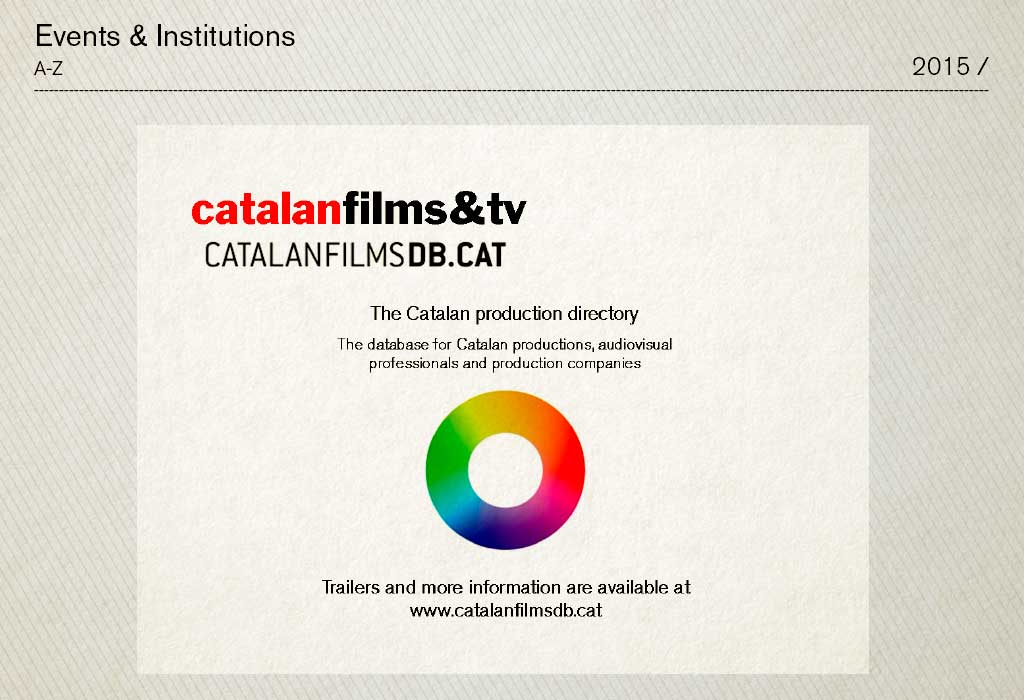 Events & Institutions
A-Z
2015 /
catalanfilms&tv
CATALANFILMSDB.CAT
The Catalan production directory
The database for Catalan productions, audiovisual
professionals and production companies
Trailers and more information are available at
www.catalanfilmsdb.cat